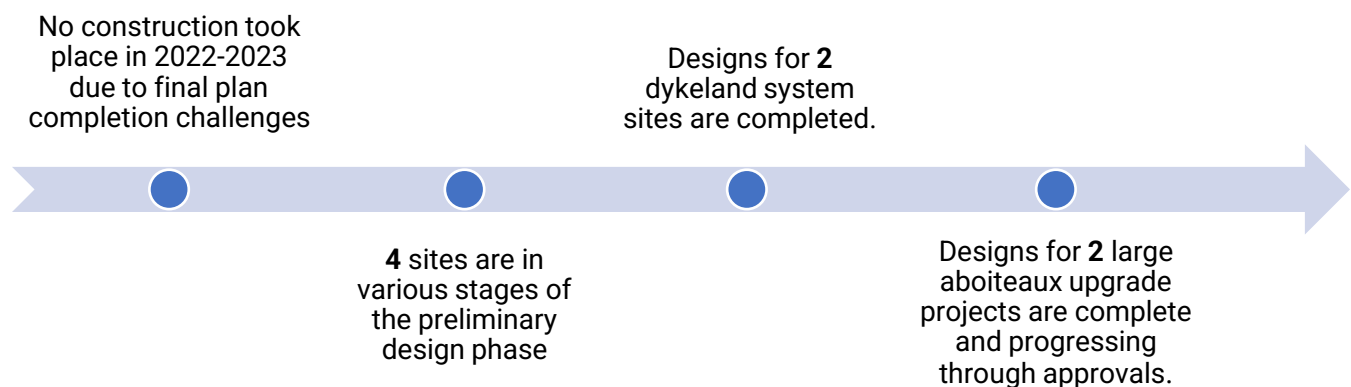 No construction took
place in 2022-2023
due to final plan
completion challenges
4 sites are in
various stages of
the preliminary
design phase
Designs for 2
dykeland system
sites are completed.
Designs for 2 large
aboiteaux upgrade
projects are complete
and progressing
through approvals.